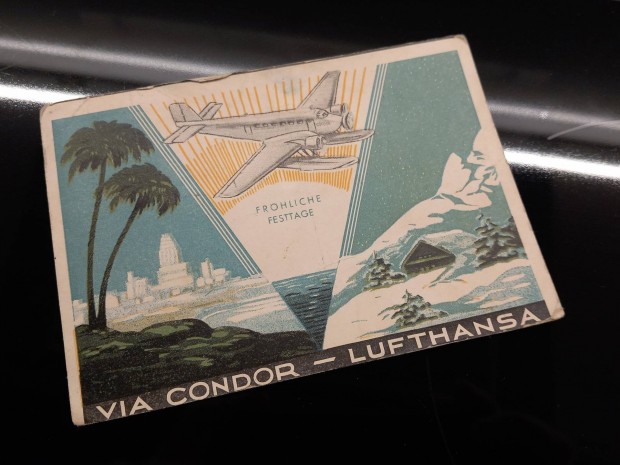 FRÖHLICHE
FESTTAGE
VIA CONDOR – LUFTHANSA